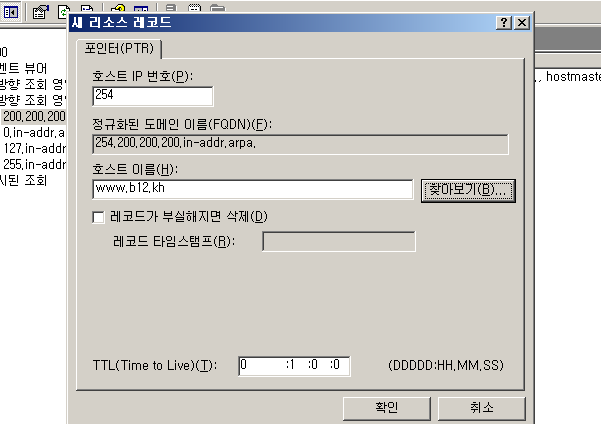 새 리소스 레코드
포인터(PTR)
호스트 IP 번호(P):
254
정규화된 도메인 이름(FQDN)(F):
254.200.200.200.in-addr.arpa.
호스트 이름(H):
www.b12.kh
찾아보기(B)...
레코드가 부실해지면 삭제(D)
레코드 타임스탬프(R):
TTL(Time to Live)(T):
0 :1 :0 :0
(DDDDD:HH.MM.SS)
확인
취소
00
벤트 뷰어
방향 조회 영
방향 조회 영
200.200.200
0.in-addr.a
127.in-addr
255.in-addr
시된 조회
., hostmaste